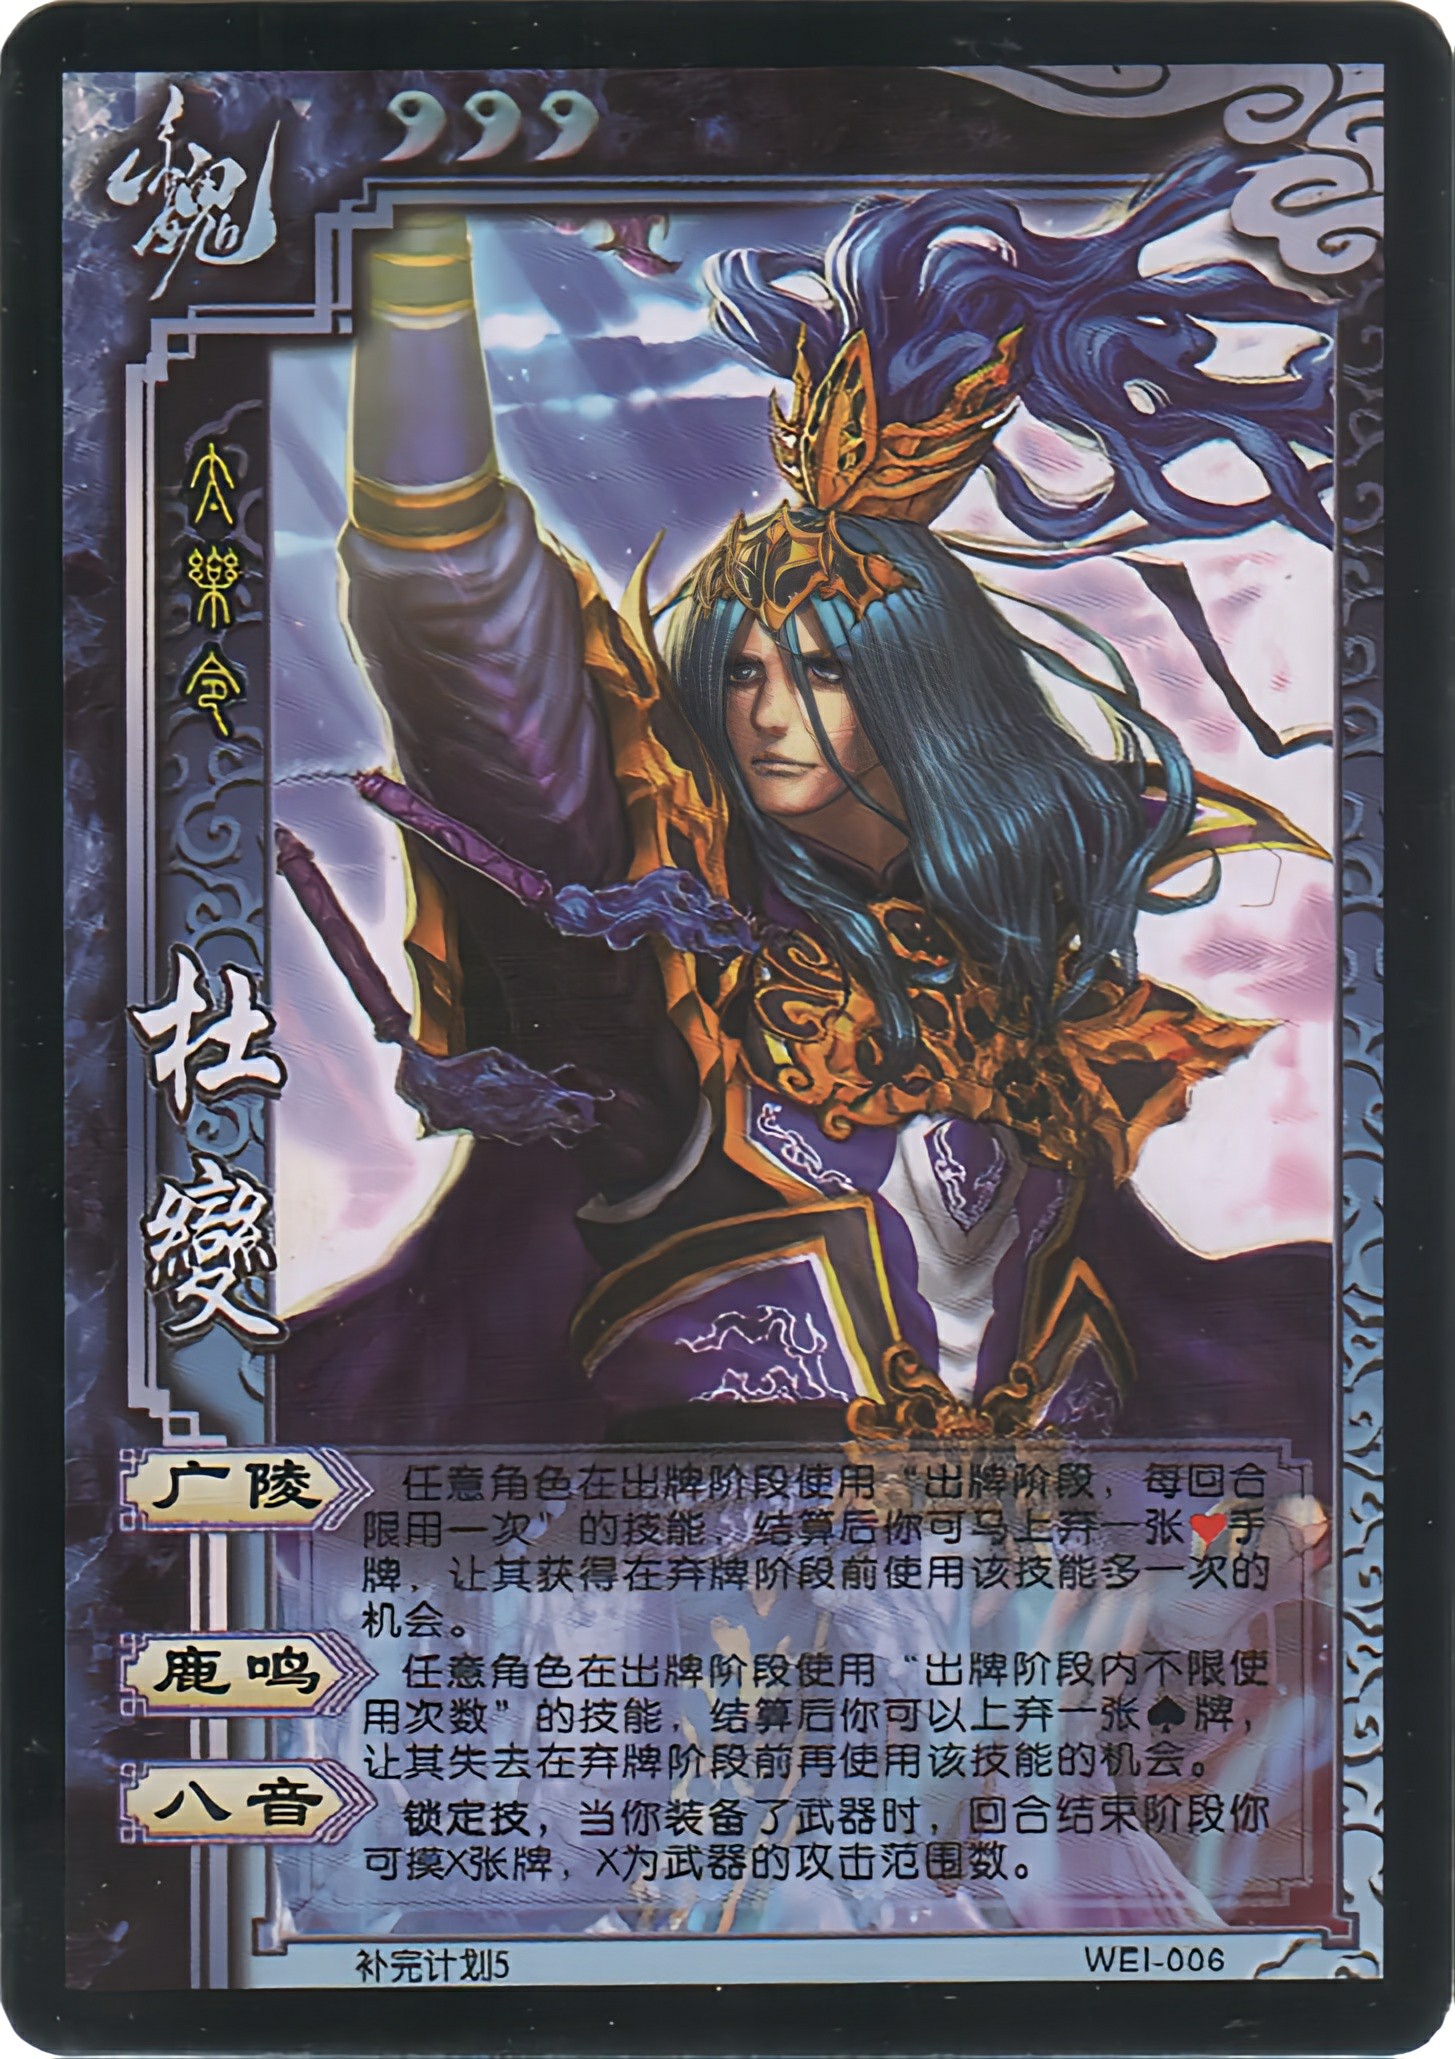 魏
太樂令
杜變
广陵
任意角色在出牌阶段使用“出牌阶段，每回合
限用一次”的技能，结算后你可马上弃一张♥手
牌，让其获得在弃牌阶段前使用该技能多一次的
机会。
鹿鸣
任意角色在出牌阶段使用“出牌阶段内不限使
用次数”的技能，结算后你可以上弃一张♠牌，
让其失去在弃牌阶段前再使用该技能的机会。
八音
锁定技，当你装备了武器时，回合结束阶段你
可摸X张牌，X为武器的攻击范围数。
补完计划5
WEI-006